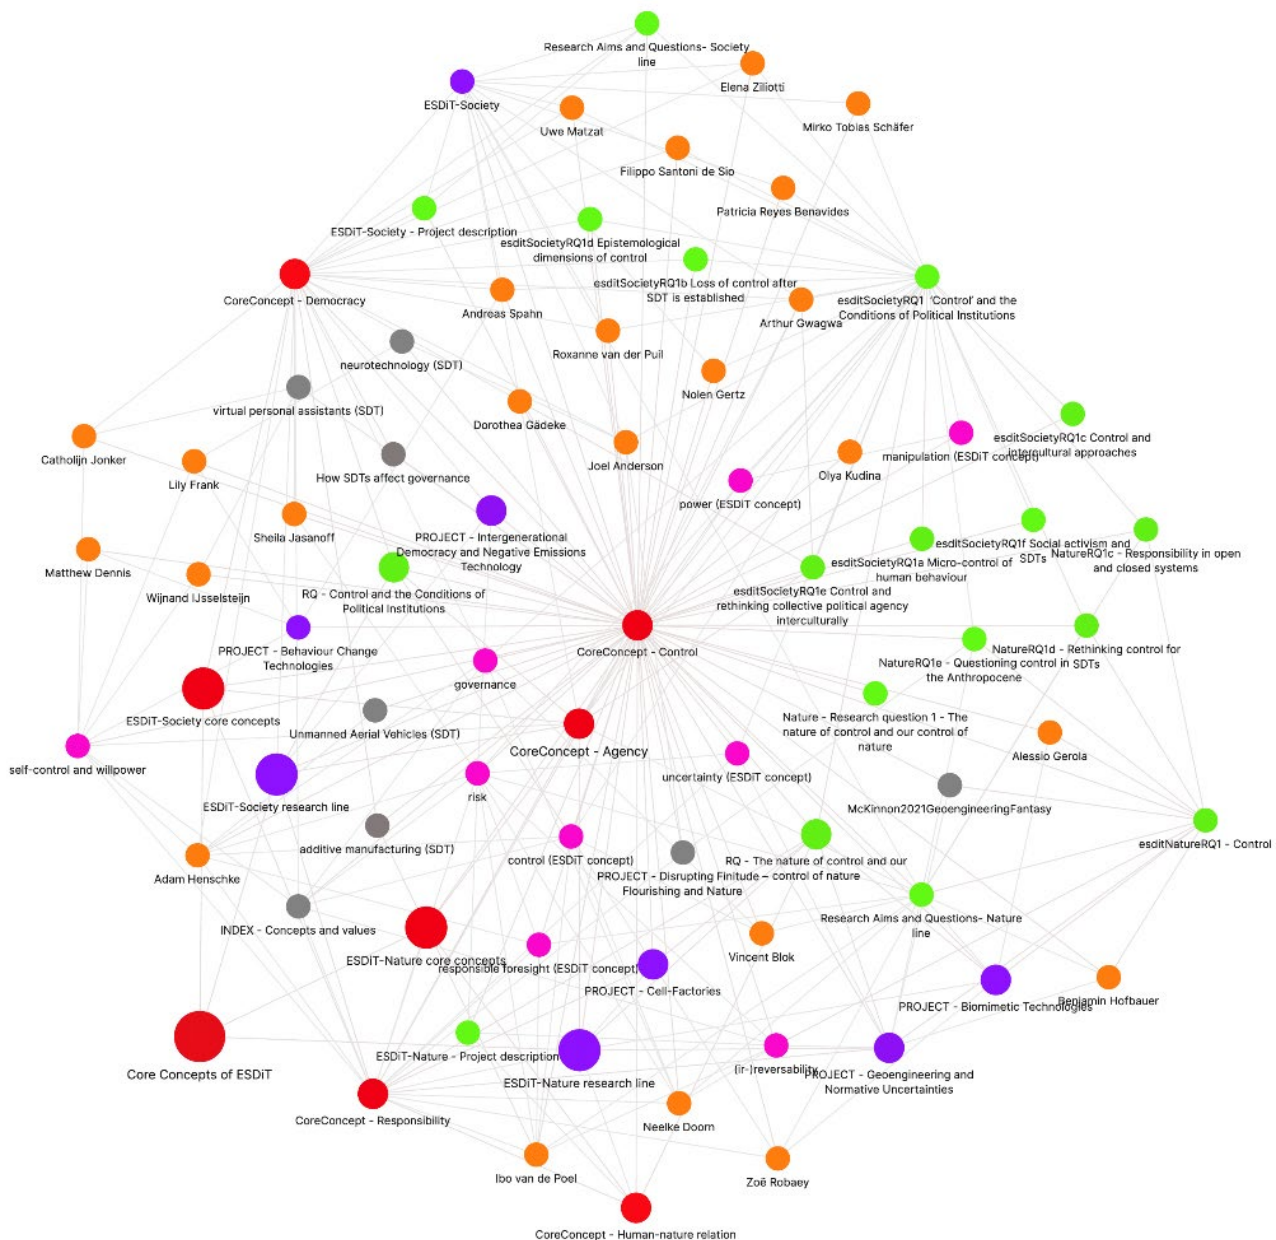 Research Aims and Questions- Society
line
Elena Ziliotti
ESDiT-Society
Uwe Matzat
Mirko Tobias Schäfer
Filippo Santoni de Sio
Patricia Reyes Benavides
ESDiT-Society - Project description
esditSocietyRQ1d Epistemological
dimensions of control
esditSocietyRQ1b Loss of control after
SDT is established
CoreConcept - Democracy
esditSocietyRQ1 'Control' and the
Conditions of Political Institutions
Andreas Spahn
Arthur Gwagwa
Roxanne van der Puil
neurotechnology (SDT)
Nolen Gertz
virtual personal assistants (SDT)
Dorothea Gädeke
esditSocietyRQ1c Control and
intercultural approaches
Catholijn Jonker
Joel Anderson
manipulation (ESDiT concept)
Lily Frank
How SDTs affect governance
Olya Kudina
power (ESDiT concept)
Sheila Jasanoff
PROJECT - Intergenerational
Democracy and Negative Emissions
Technology
esditSocietyRQ1f Social activism and
SDTs
NatureRQ1c - Responsibility in open
and closed systems
esditSocietyRQ1a Micro-control of
human behaviour
Matthew Dennis
Wijnand IJsselsteijn
RQ - Control and the Conditions of
Political Institutions
esditSocietyRQ1e Control and
rethinking collective political agency
interculturally
CoreConcept - Control
PROJECT - Behaviour Change
Technologies
NatureRQ1d - Rethinking control for
SDTs
NatureRQ1e - Questioning control in
the Anthropocene
governance
ESDiT-Society core concepts
Nature - Research question 1 - The
nature of control and our control of
nature
Unmanned Aerial Vehicles (SDT)
CoreConcept - Agency
Alessio Gerola
self-control and willpower
uncertainty (ESDiT concept)
ESDiT-Society research line
risk
McKinnon2021GeoengineeringFantasy
esditNatureRQ1 - Control
additive manufacturing (SDT)
control (ESDiT concept)
RQ - The nature of control and our
control of nature
PROJECT - Disrupting Finitude –
Flourishing and Nature
Adam Henschke
INDEX - Concepts and values
Research Aims and Questions- Nature
line
ESDiT-Nature core concepts
responsible foresight (ESDiT concept)
Vincent Blok
PROJECT - Cell-Factories
PROJECT - Biomimetic Technologies
Benjamin Hofbauer
ESDiT-Nature - Project description
Core Concepts of ESDiT
ESDiT-Nature research line
(ir-)reversability
PROJECT - Geoengineering and
Normative Uncertainties
CoreConcept - Responsibility
Neelke Doorn
Ibo van de Poel
Zoë Robaey
CoreConcept - Human-nature relation